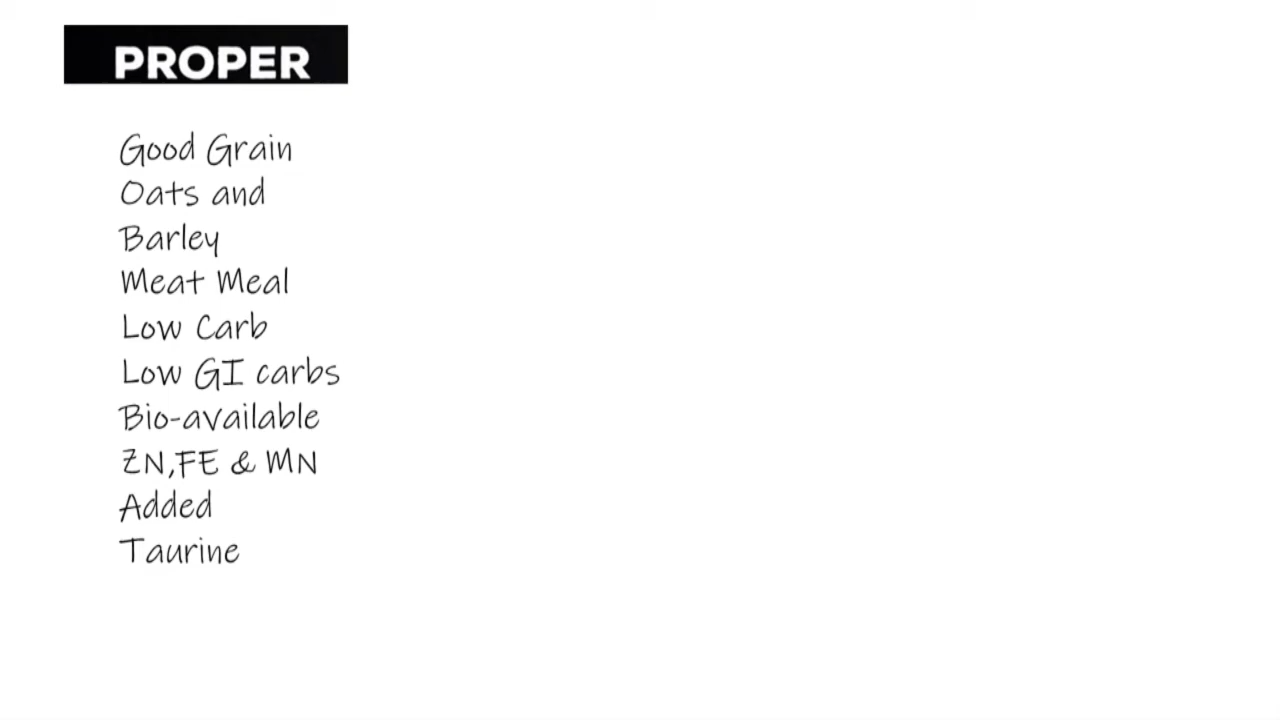 PROPER
Good Grain
Oats and
Barley
Meat Meal
Low Carb
Low GI carbs
Bio-available
ZN,FE & MN
Added
Taurine